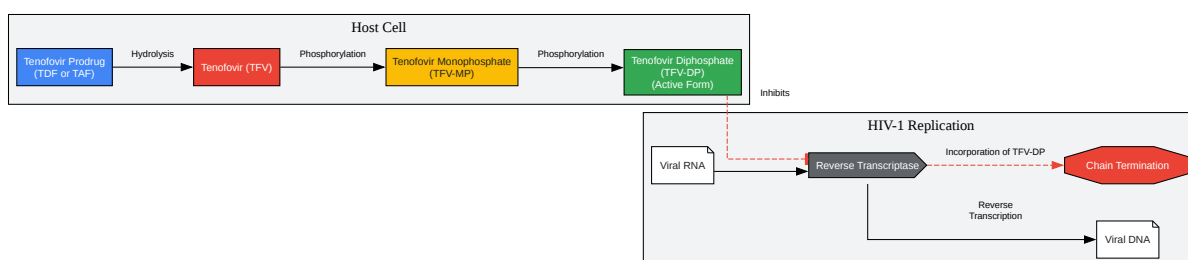 Host Cell
Tenofovir Prodrug
(TDF or TAF)
Hydrolysis
Tenofovir (TFV)
Phosphorylation
Tenofovir Monophosphate
(TFV-MP)
Phosphorylation
Tenofovir Diphosphate
(TFV-DP)
(Active Form)
Inhibits
HIV-1 Replication
Viral RNA
Reverse Transcriptase
Incorporation of TFV-DP
Chain Termination
Reverse
Transcription
Viral DNA